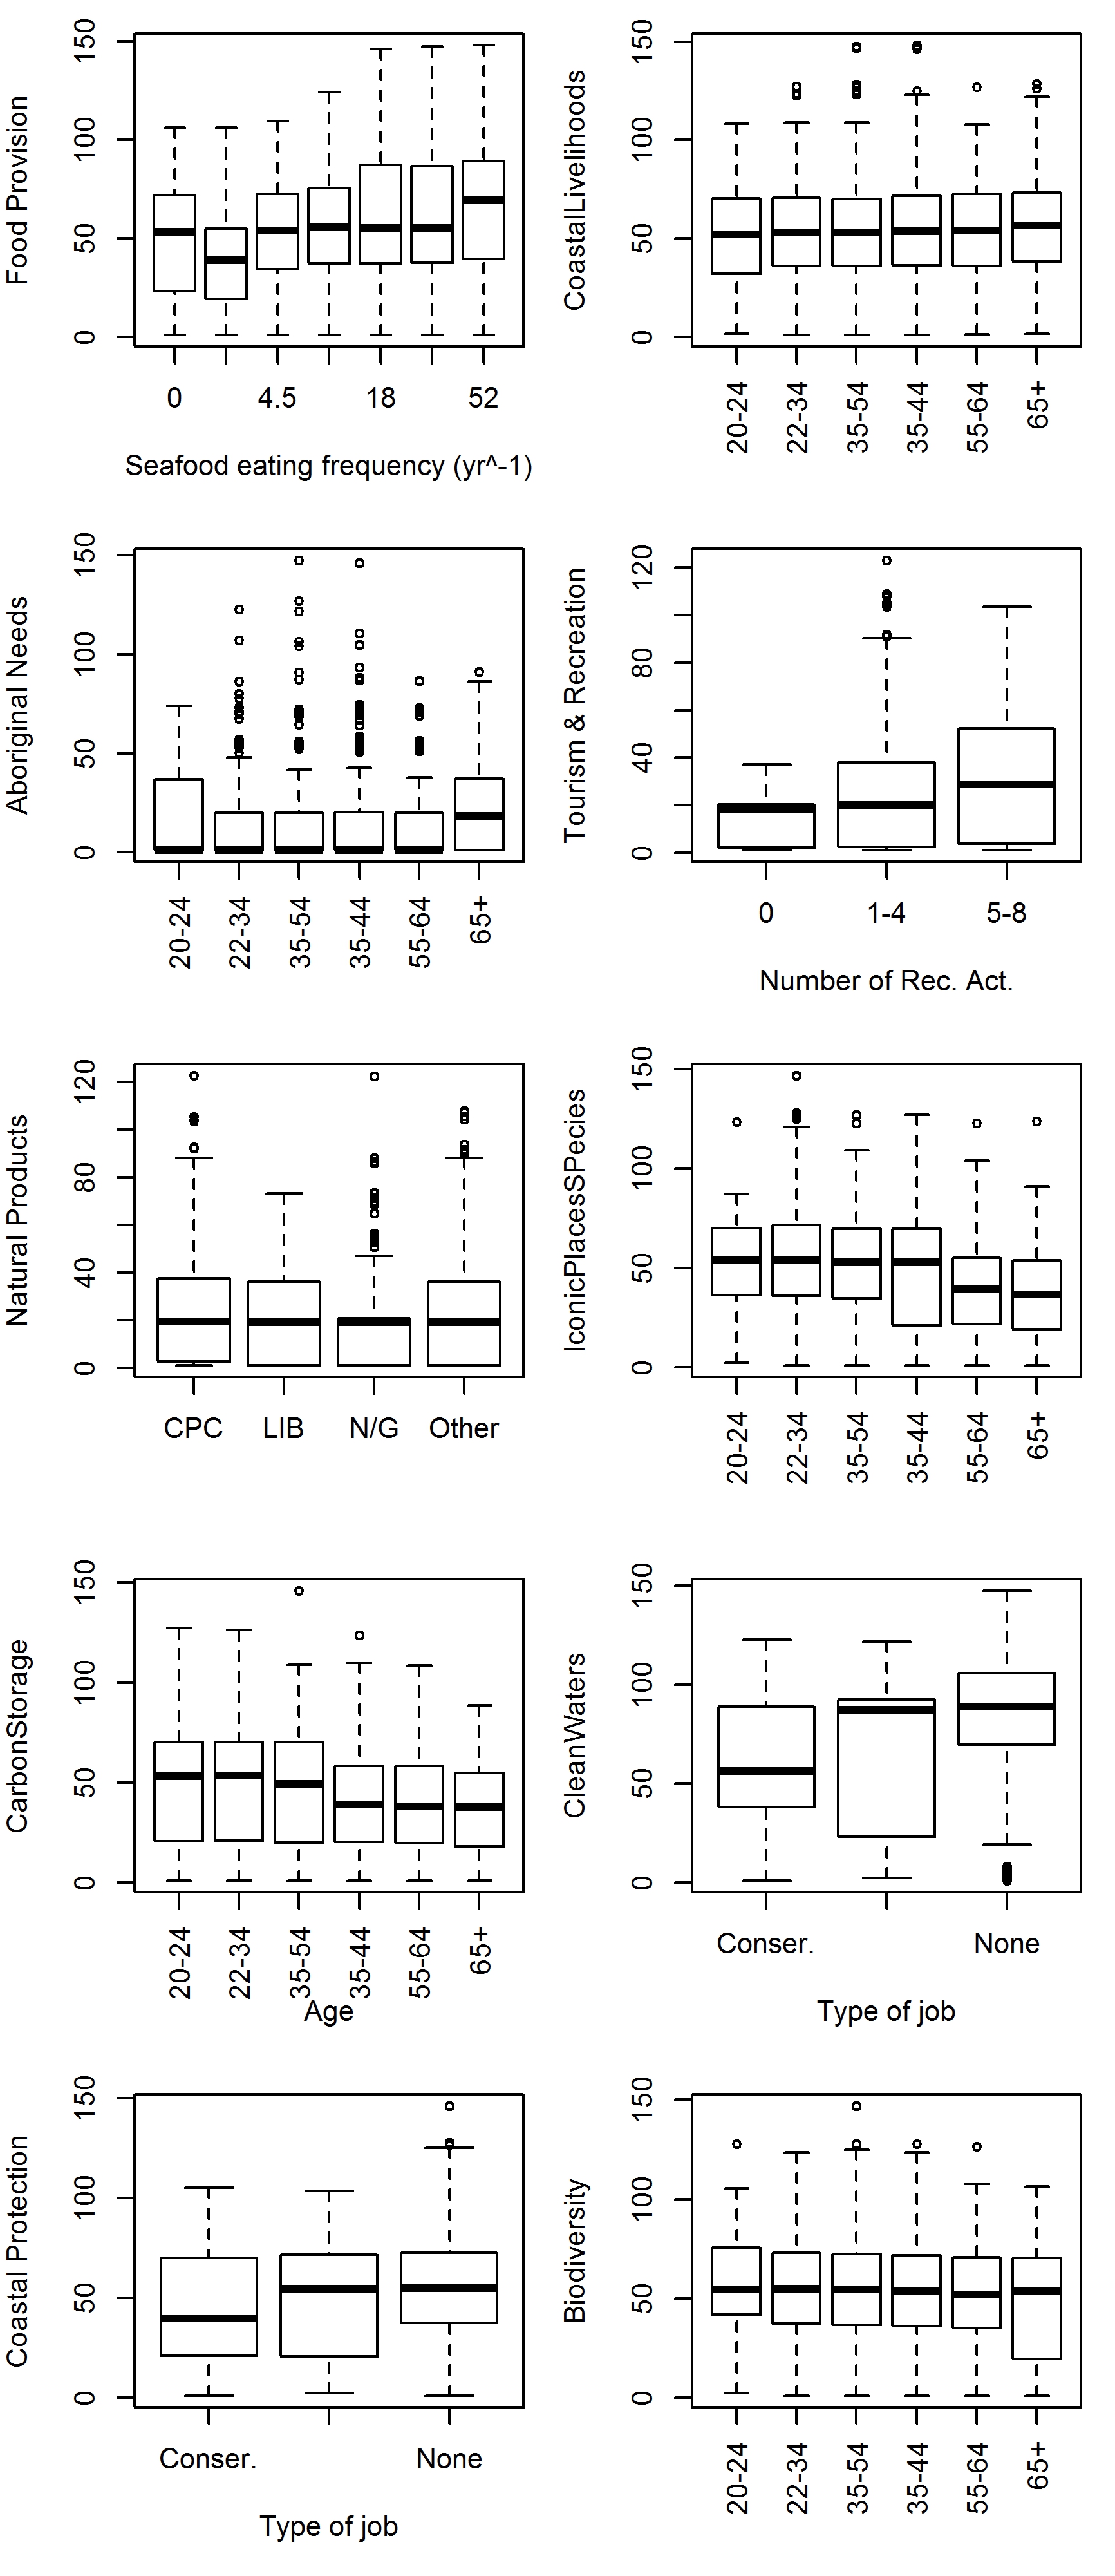 Food Provision
0 50 100 150
0 4.5 18 52
Seafood eating frequency (yr^-1)
CoastalLivelihoods
0 50 100 150
20-24 22-34 35-54 35-44 55-64 65+
Aboriginal Needs
0 50 100 150
20-24 22-34 35-54 35-44 55-64 65+
Tourism & Recreation
0 40 80 120
0 1-4 5-8
Number of Rec. Act.
Natural Products
0 40 80 120
CPC LIB N/G Other
IconicPlacesSPecies
0 50 100 150
20-24 22-34 35-54 35-44 55-64 65+
CarbonStorage
0 50 100 150
20-24 22-34 35-54 35-44 55-64 65+
Age
CleanWaters
0 50 100 150
Conser. None
Type of job
Coastal Protection
0 50 100 150
Conser. None
Type of job
Biodiversity
0 50 100 150
20-24 22-34 35-54 35-44 55-64 65+